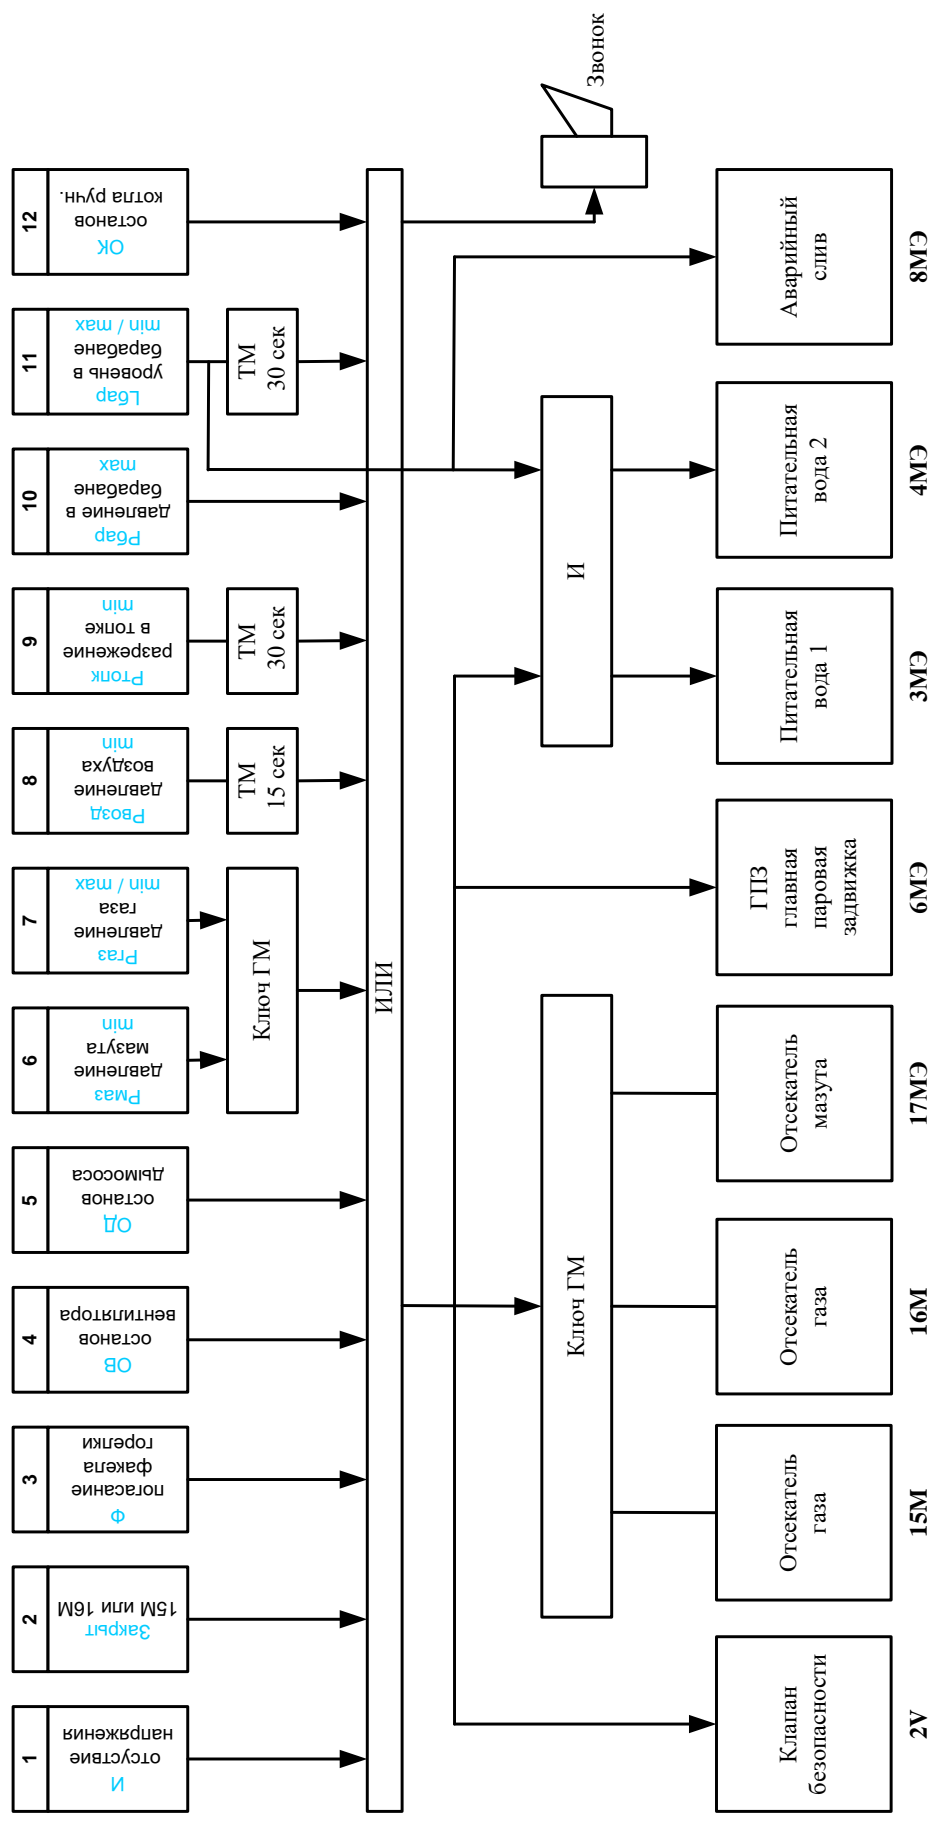 1
И
отсуствие
напряжения
2
Закрыт
15М или 16М
3
Ф
погасание
факела
горелки
4
ОВ
останов
вентилятора
5
ОД
останов
дымососа
6
Рмаз
давление
мазута
min
7
Ргаз
давление
газа
min / max
8
Рвозд
давление
воздуха
min
9
Ртопк
разрежение
в топке
min
10
Рбар
давление в
барабане
max
11
Lбар
уровень в
барабане
min / max
12
ОК
останов
котла ручн.
Ключ ГМ
ТМ
15 сек
ТМ
30 сек
ТМ
30 сек
ИЛИ
Ключ ГМ
И
Звонок
Клапан
безопасности
Отсекатель
газа
Отсекатель
газа
Отсекатель
мазута
ГПЗ
главная
паровая
задвижка
Питательная
вода 1
Питательная
вода 2
Аварийный
слив
2V
15М
16М
17МЭ
6МЭ
3МЭ
4МЭ
8МЭ